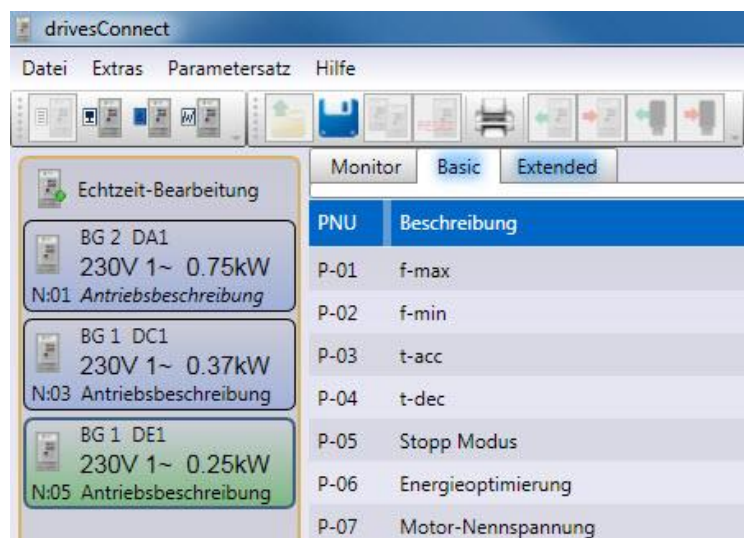 drivesConnect
Datei Extras Parametersatz Hilfe
Echtzeit-Bearbeitung
BG 2 DA1
230V 1~ 0.75kW
N:01 Antriebsbeschreibung
BG 1 DC1
230V 1~ 0.37kW
N:03 Antriebsbeschreibung
BG 1 DE1
230V 1~ 0.25kW
N:05 Antriebsbeschreibung
Monitor Basic Extended
PNU Beschreibung
P-01 f-max
P-02 f-min
P-03 t-acc
P-04 t-dec
P-05 Stopp Modus
P-06 Energieoptimierung
P-07 Motor-Nennspannung